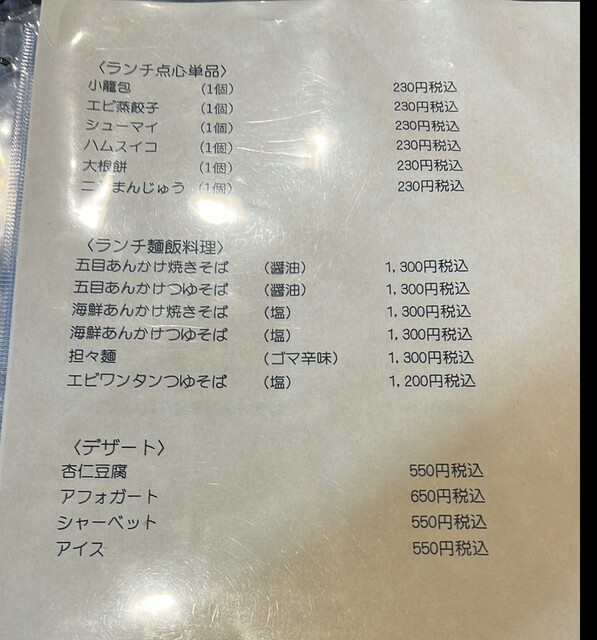 〈ランチ点心単品〉
小籠包 (1個) 230円税込
エビ蒸餃子 (1個) 230円税込
シューマイ (1個) 230円税込
ハムスイコ (1個) 230円税込
大根餅 (1個) 230円税込
ニラまんじゅう (1個) 230円税込
〈ランチ麺飯料理〉
五目あんかけ焼きそば (醤油) 1,300円税込
五目あんかけつゆそば (醤油) 1,300円税込
海鮮あんかけ焼きそば (塩) 1,300円税込
海鮮あんかけつゆそば (塩) 1,300円税込
担々麺 (ゴマ辛味) 1,300円税込
エビワンタンつゆそば (塩) 1,200円税込
〈デザート〉
杏仁豆腐 550円税込
アフォガート 650円税込
シャーベット 550円税込
アイス 550円税込